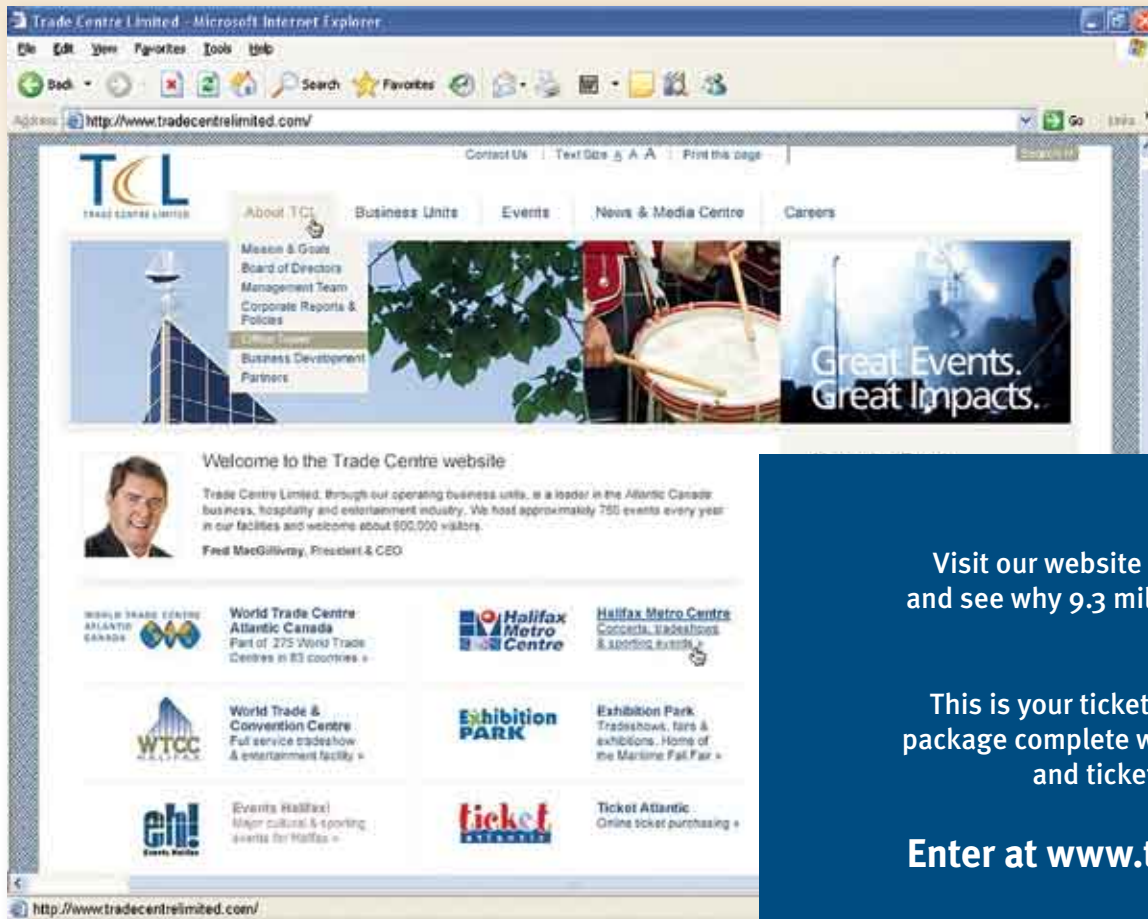 Trade Centre Limited - Microsoft Internet Explorer
File Edit View Favorites Tools Help
Back Search Favorites
Address http://www.tradecentrelimited.com/ Go Links
TCL
TRADE CENTRE LIMITED
Contact Us Text Size A A A Print this page
About TCL Business Units Events News & Media Centre Careers
Mission & Goals
Board of Directors
Management Team
Corporate Reports &
Policies
Office Tower
Business Development
Partners
Great Events.
Great Impacts.
Welcome to the Trade Centre website
Trade Centre Limited, through our operating business units, is a leader in the Atlantic Canada
business, hospitality and entertainment industry. We host approximately 750 events every year
in our facilities and welcome about 600,000 visitors.
Fred MacGillivray, President & CEO
WORLD TRADE CENTRE
ATLANTIC
CANADA
World Trade Centre
Atlantic Canada
Part of 275 World Trade
Centres in 83 countries »
Halifax
Metro
Centre
Halifax Metro Centre
Concerts, tradeshows
& sporting events »
WTCC
HALIFAX
World Trade &
Convention Centre
Full service tradeshow
& entertainment facility »
Exhibition
PARK
Exhibition Park
Tradeshows, fairs &
exhibitions. Home of
the Maritime Fall Fair »
eh!
Events Halifax
Events Halifax!
Major cultural & sporting
events for Halifax »
ticket
atlantic
Ticket Atlantic
Online ticket purchasing »
Visit our website
and see why 9.3 mil
This is your ticket
package complete w
and ticke
Enter at www.t
http://www.tradecentrelimited.com/